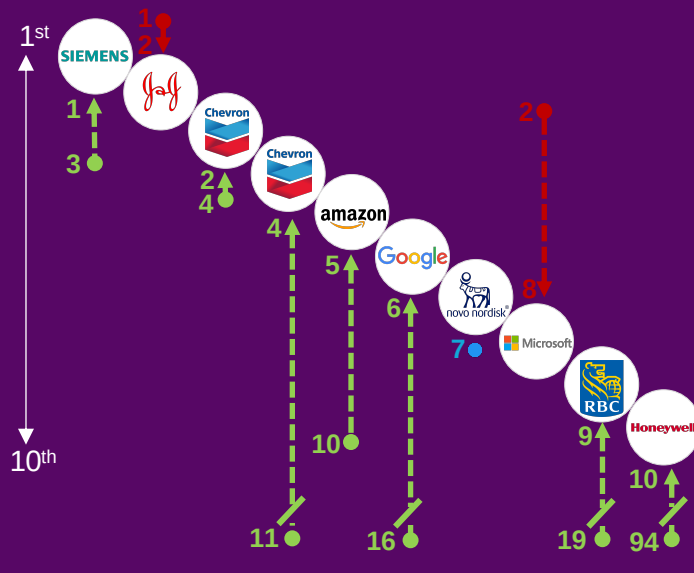 1st
SIEMENS
1
3
1
2
J&J
Chevron
2
4
Chevron
4
11
amazon
5
10
Google
6
16
novo nordisk®
7
2
8
Microsoft
RBC
9
19
Honeywell
10
94
10th